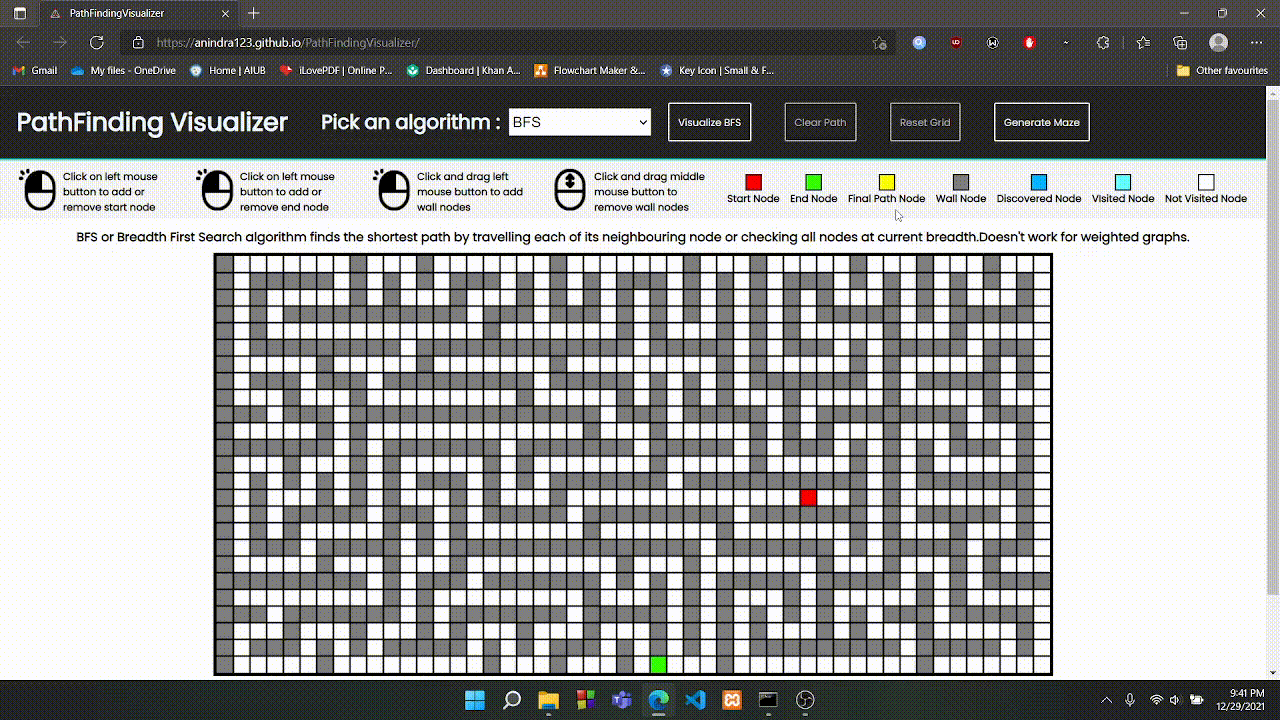 PathFindingVisualizer
https://anindra123.github.io/PathFindingVisualizer/
Gmail
My files - OneDrive
Home | AIUB
iLovePDF | Online P...
Dashboard | Khan A...
Flowchart Maker &...
Key Icon | Small & F...
Other favourites
PathFinding Visualizer
Pick an algorithm :
BFS
Visualize BFS
Clear Path
Reset Grid
Generate Maze
Click on left mouse
button to add or
remove start node
Click on left mouse
button to add or
remove end node
Click and drag left
mouse button to add
wall nodes
Click and drag middle
mouse button to
remove wall nodes
Start Node
End Node
Final Path Node
Wall Node
Discovered Node
Visited Node
Not Visited Node
BFS or Breadth First Search algorithm finds the shortest path by travelling each of its neighbouring node or checking all nodes at current breadth.Doesn't work for weighted graphs.
9:41 PM
12/29/2021